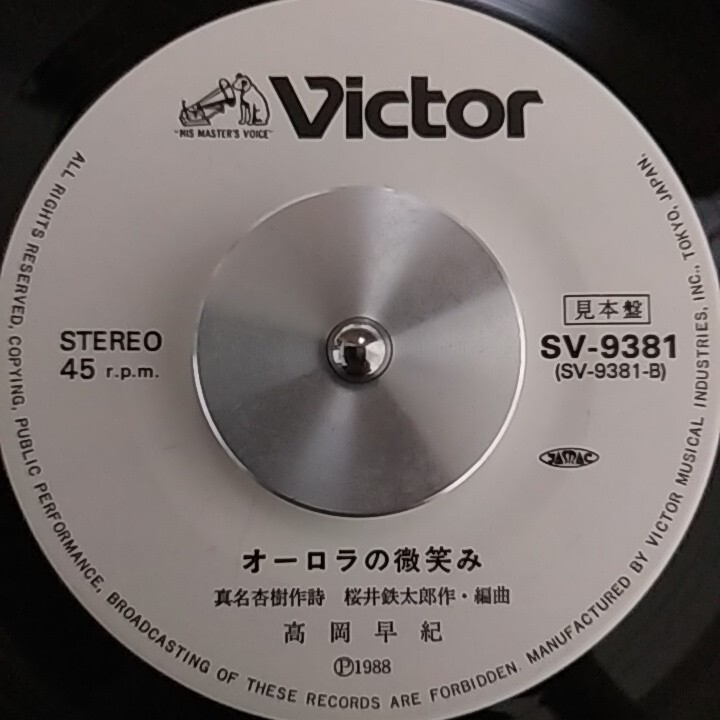 Victor
"HIS MASTER'S VOICE"
STEREO
45 r.p.m.
見本盤
SV-9381
(SV-9381-B)
JASRAC
オーロラの微笑み
真名杏樹作詩 桜井鉄太郎作・編曲
高岡早紀
Ⓟ1988
ALL RIGHTS RESERVED, COPYING, PUBLIC PERFORMANCE, BROADCASTING OF THESE RECORDS ARE FORBIDDEN. MANUFACTURED BY VICTOR MUSICAL INDUSTRIES, INC., TOKYO, JAPAN.